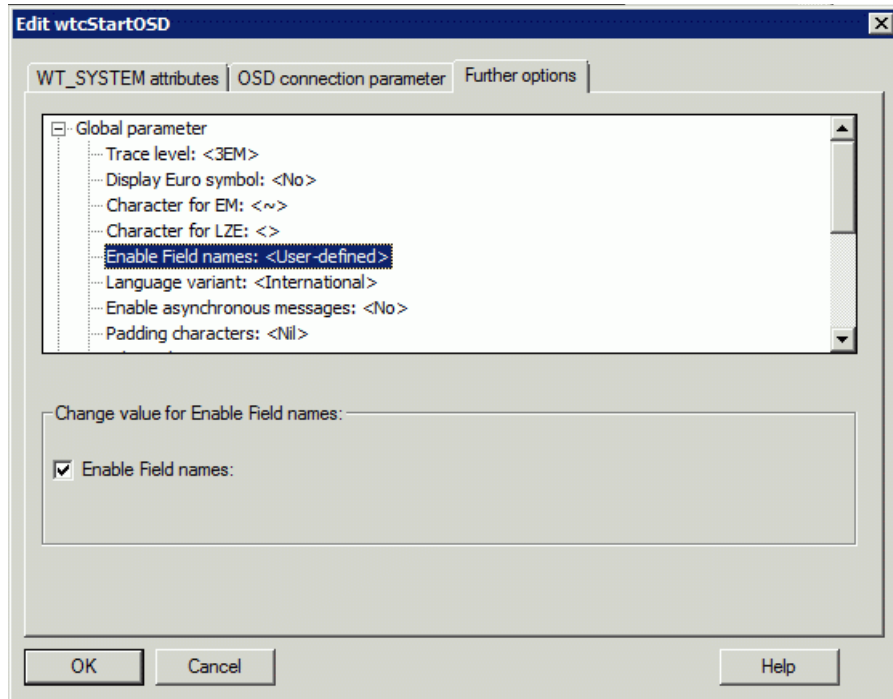 Edit wtcStartOSD
WT_SYSTEM attributes OSD connection parameter Further options
Global parameter
Trace level: <3EM>
Display Euro symbol: <No>
Character for EM: <~>
Character for LZE: <>
Enable Field names: <User-defined>
Language variant: <International>
Enable asynchronous messages: <No>
Padding characters: <Nil>
Change value for Enable Field names:
Enable Field names:
OK Cancel Help